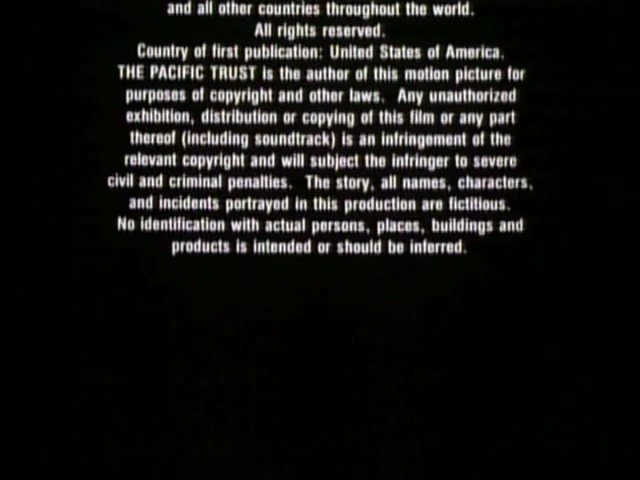 and all other countries throughout the world.
All rights reserved.
Country of first publication: United States of America.
THE PACIFIC TRUST is the author of this motion picture for
purposes of copyright and other laws. Any unauthorized
exhibition, distribution or copying of this film or any part
thereof (including soundtrack) is an infringement of the
relevant copyright and will subject the infringer to severe
civil and criminal penalties. The story, all names, characters,
and incidents portrayed in this production are fictitious.
No identification with actual persons, places, buildings and
products is intended or should be inferred.